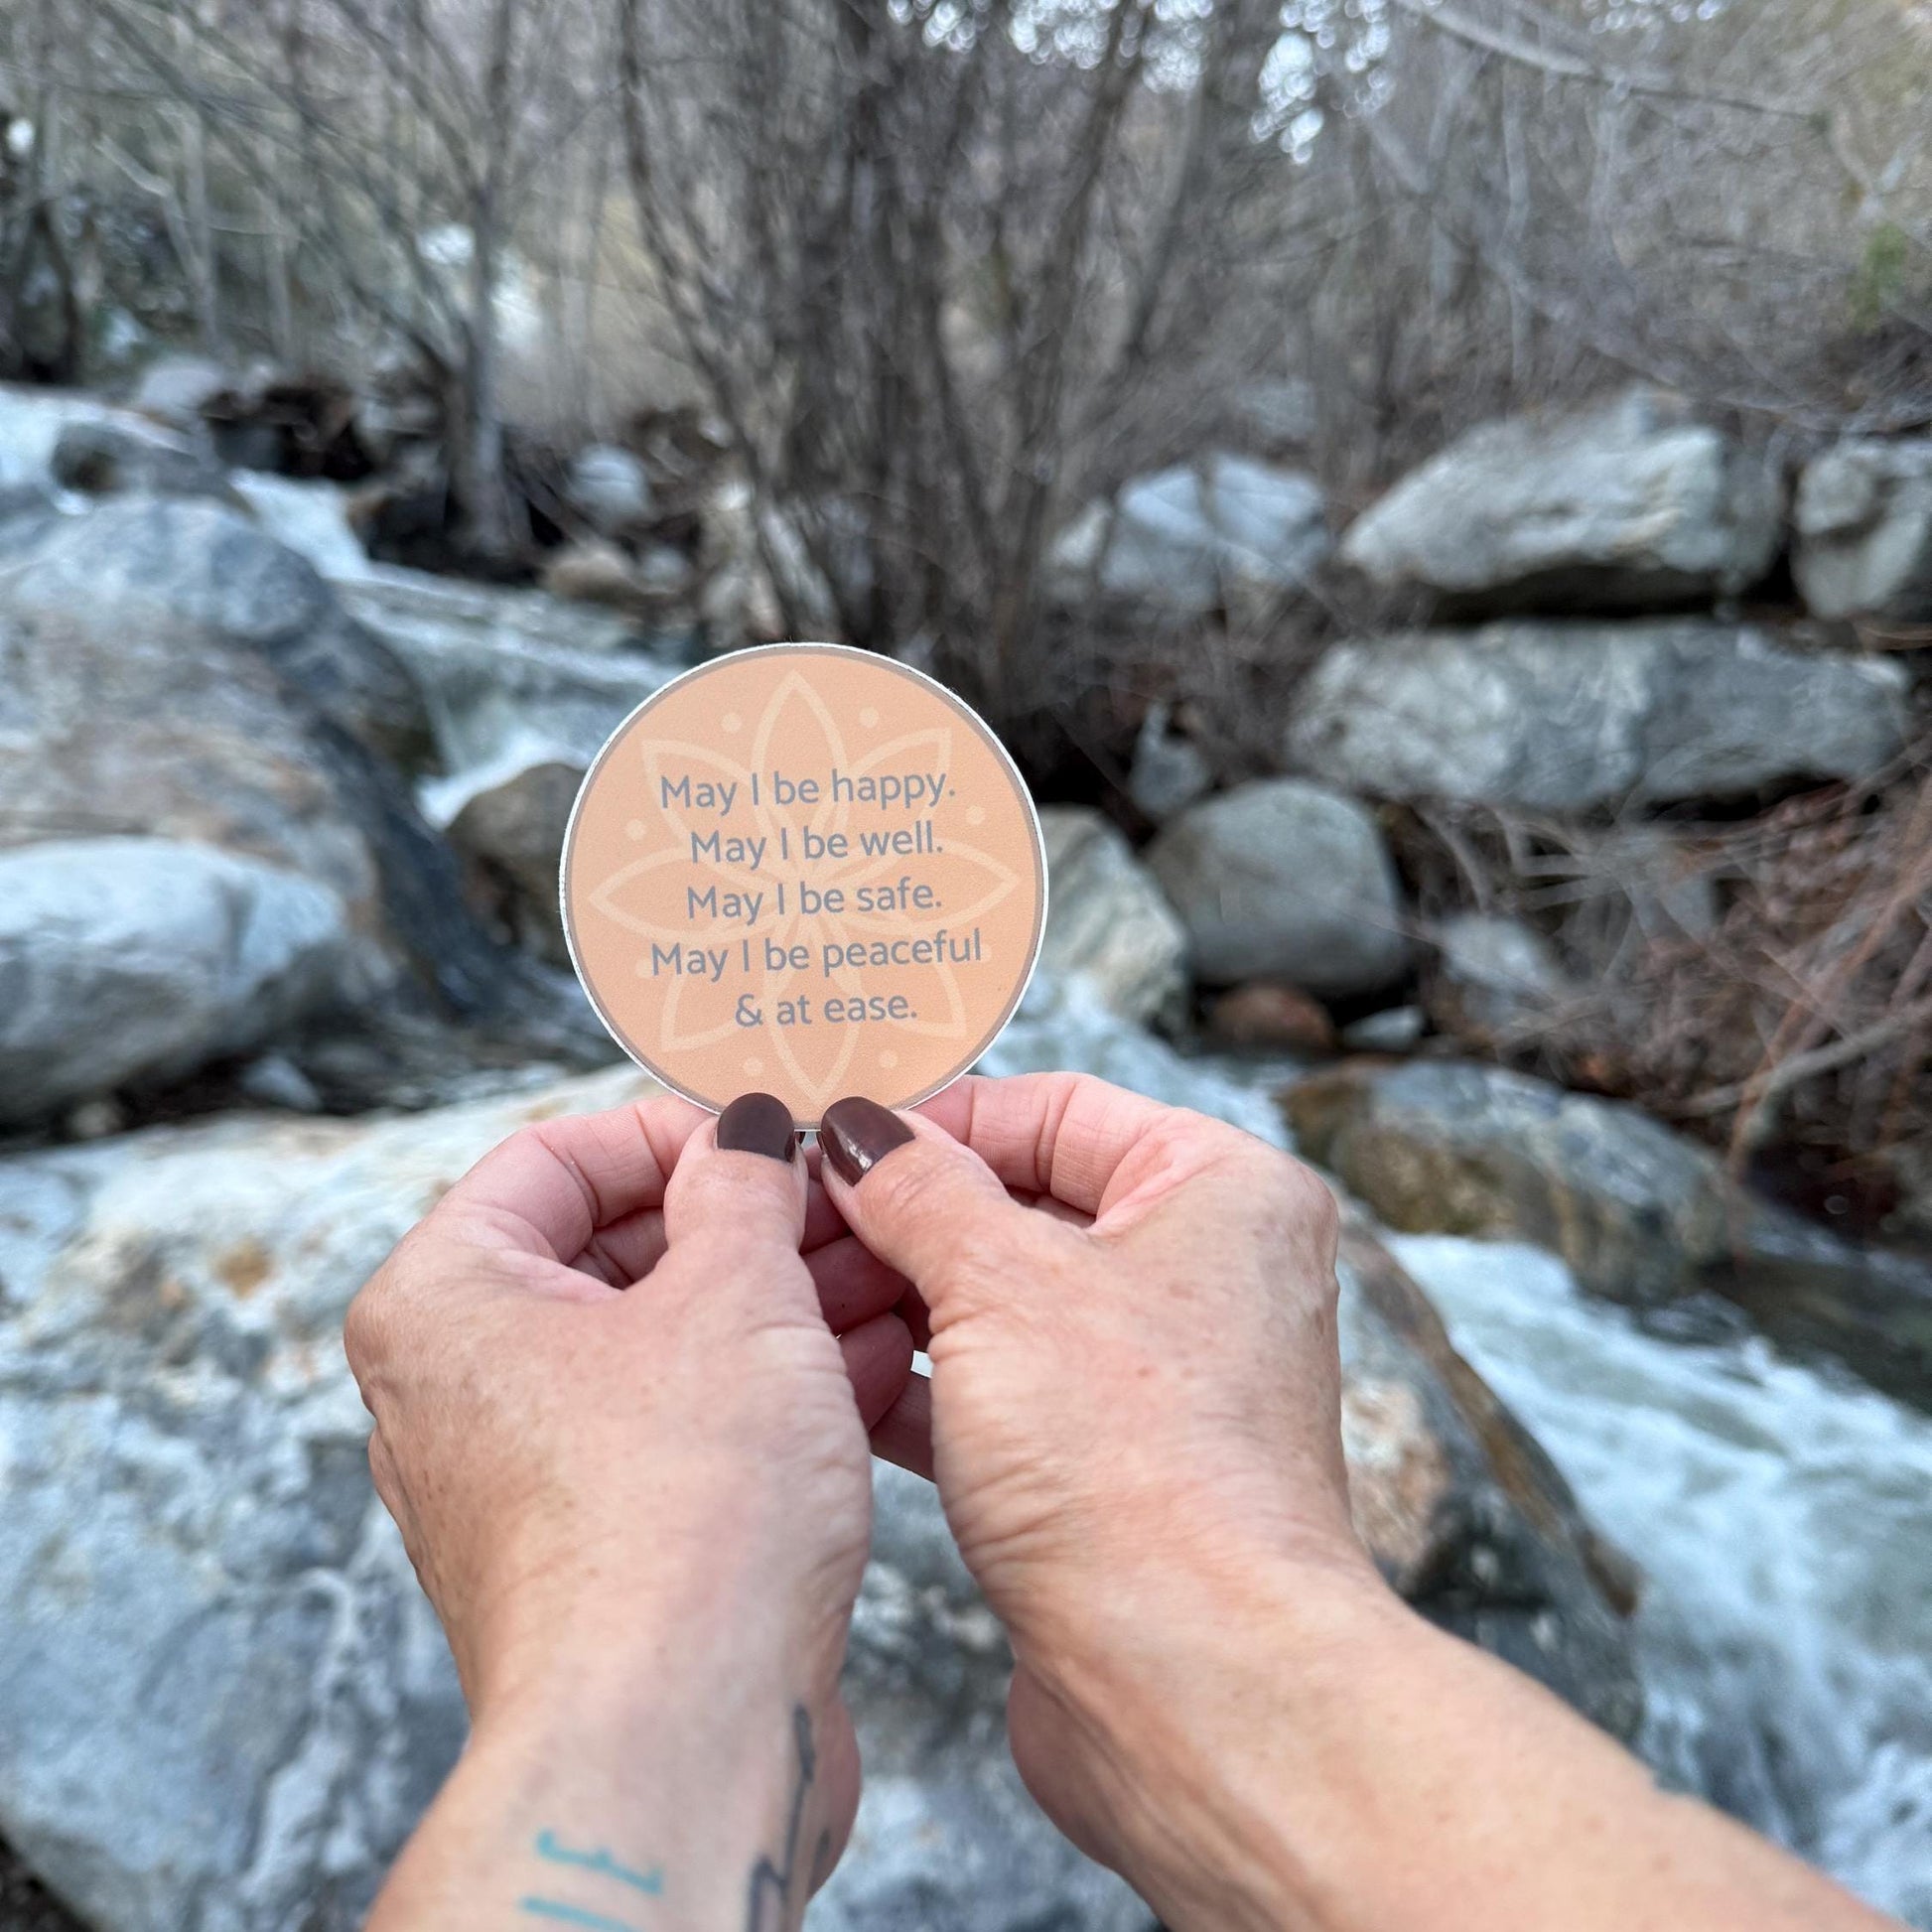 May I be happy.
May I be well.
May I be safe.
May I be peaceful
& at ease.